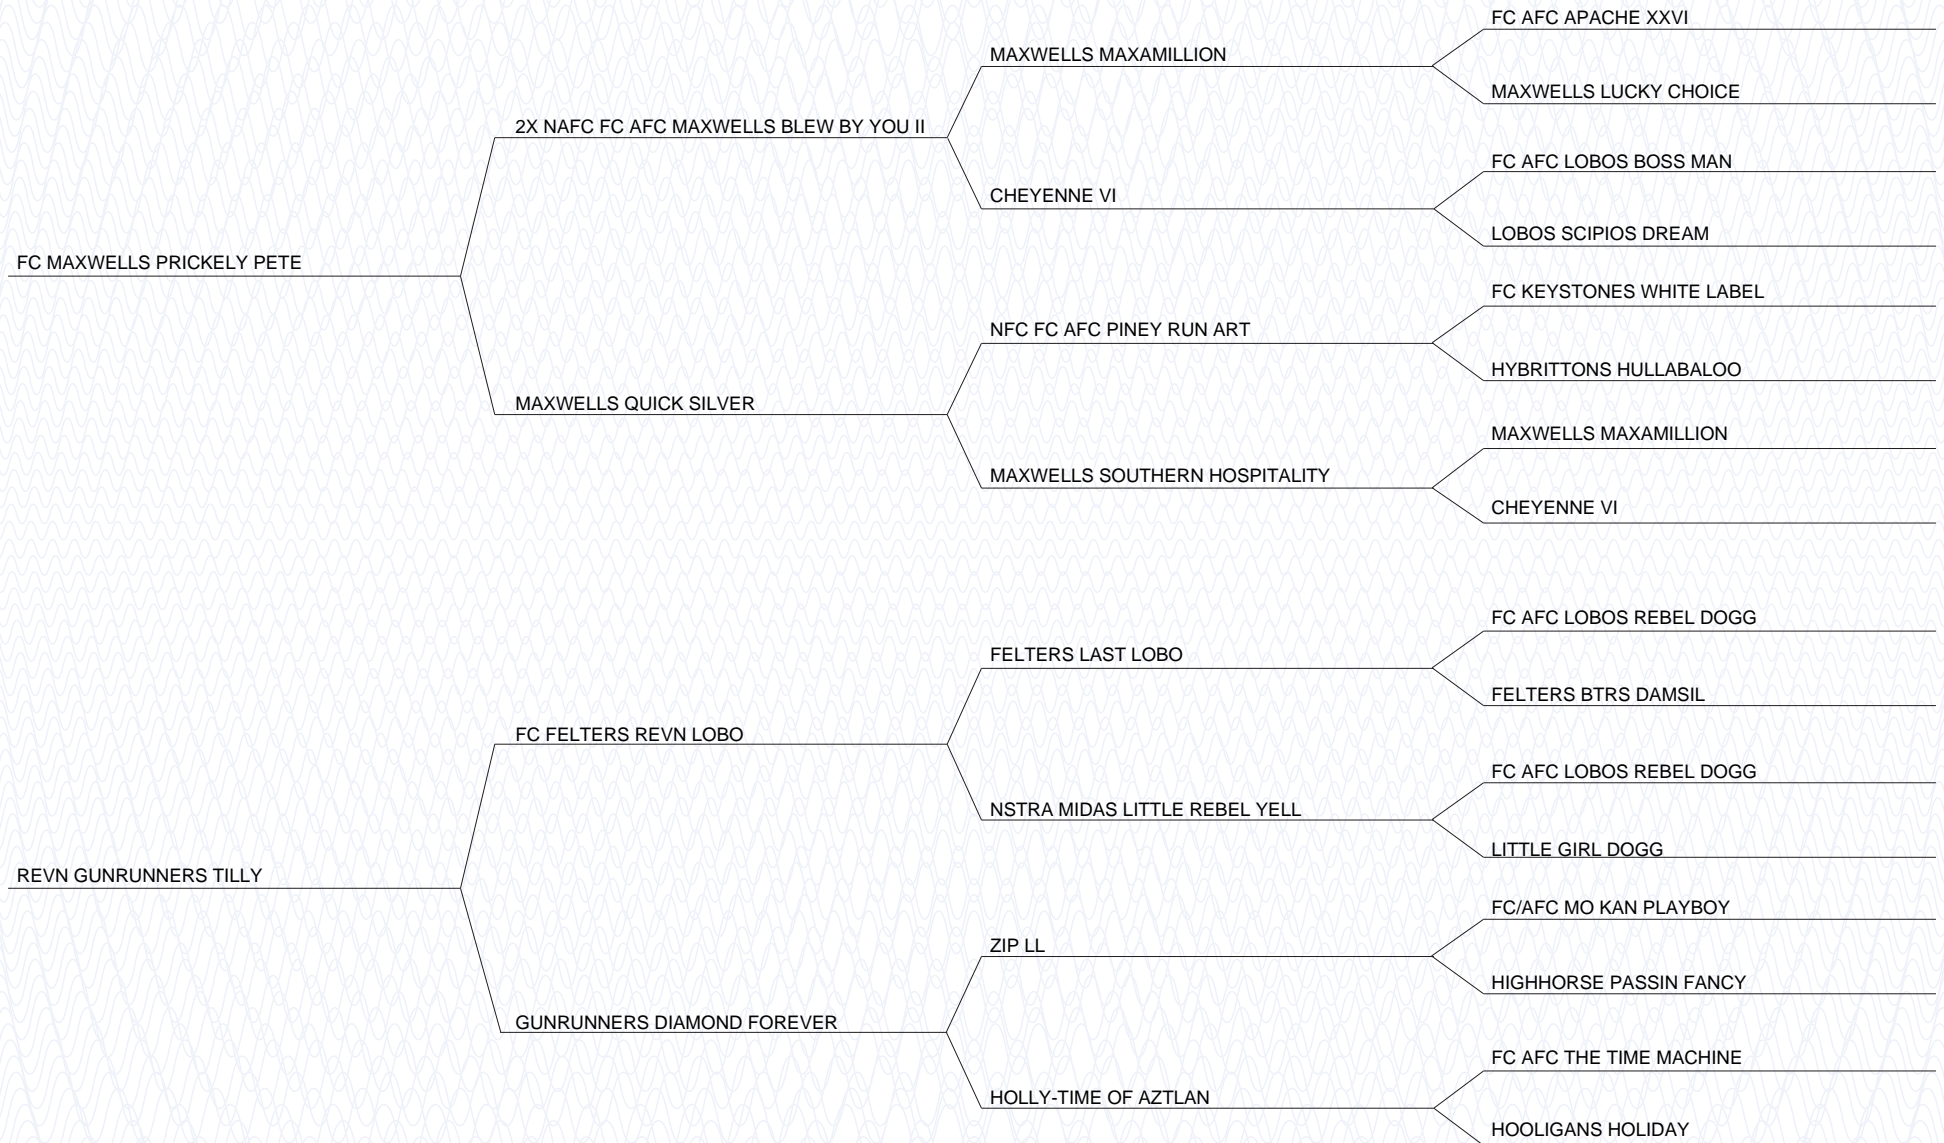 FC AFC APACHE XXVI
MAXWELLS MAXAMILLION
MAXWELLS LUCKY CHOICE
2X NAFC FC AFC MAXWELLS BLEW BY YOU II
FC AFC LOBOS BOSS MAN
CHEYENNE VI
LOBOS SCIPIOS DREAM
FC MAXWELLS PRICKELY PETE
FC KEYSTONES WHITE LABEL
NFC FC AFC PINEY RUN ART
HYBRITTONS HULLABALOO
MAXWELLS QUICK SILVER
MAXWELLS MAXAMILLION
MAXWELLS SOUTHERN HOSPITALITY
CHEYENNE VI
FC AFC LOBOS REBEL DOGG
FELTERS LAST LOBO
FELTERS BTRS DAMSIL
FC FELTERS REVN LOBO
FC AFC LOBOS REBEL DOGG
NSTRA MIDAS LITTLE REBEL YELL
LITTLE GIRL DOGG
REVN GUNRUNNERS TILLY
FC/AFC MO KAN PLAYBOY
ZIP LL
HIGHHORSE PASSIN FANCY
GUNRUNNERS DIAMOND FOREVER
FC AFC THE TIME MACHINE
HOLLY-TIME OF AZTLAN
HOOLIGANS HOLIDAY